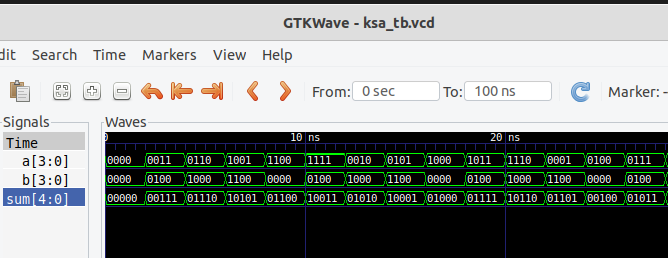 GTKWave - ksa_tb.vcd
dit Search Time Markers View Help
From: 0 sec To: 100 ns Marker: -
Signals Waves
Time 0 10 ns 20 ns
a[3:0] 0000 0011 0110 1001 1100 1111 0010 0101 1000 1011 1110 0001 0100 0111
b[3:0] 0000 0100 1000 1100 0000 0100 1000 1100 0000 0100 1000 1100 0000 0100
sum[4:0] 00000 00111 01110 10101 01100 10011 01010 10001 01000 01111 10110 01101 00100 01011